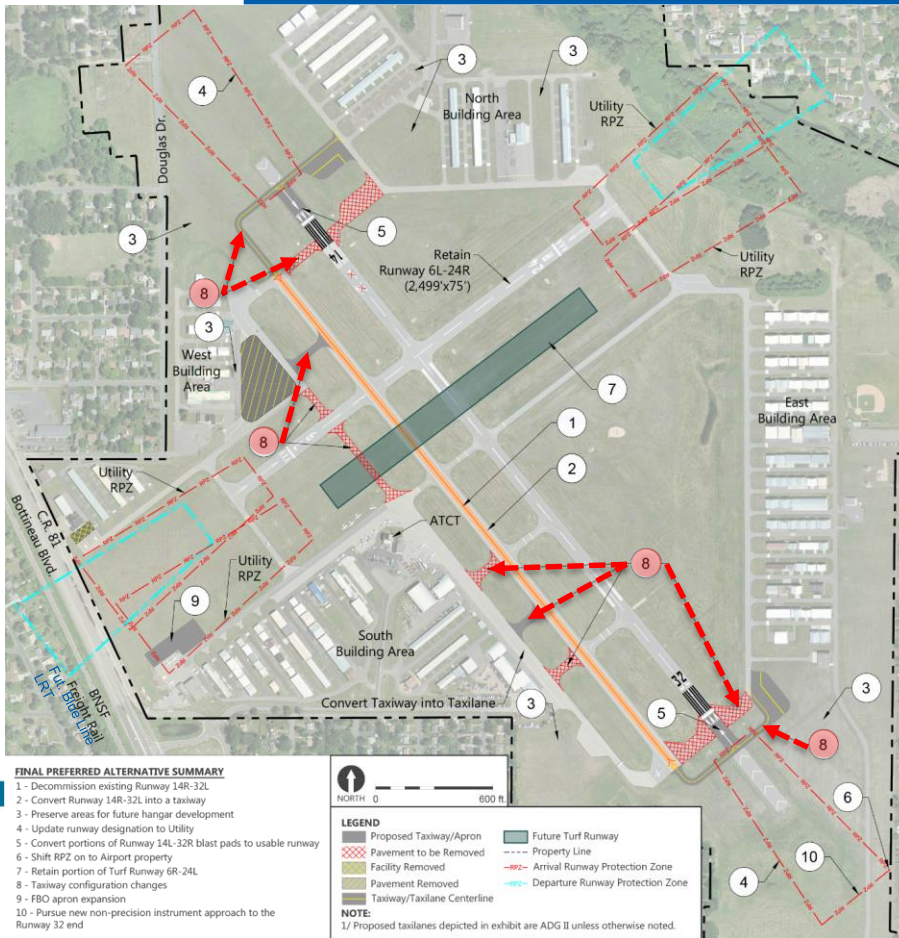 4
3
3
North
Building Area
Utility
RPZ
Douglas Dr.
3
5
14
Retain
Runway 6L-24R
(2,499'x75')
Utility
RPZ
8
3
West
Building
Area
7
East
Building Area
1
2
8
Utility
RPZ
C.R. 81
Bottineau Blvd.
ATCT
8
Utility
RPZ
9
South
Building Area
32
Convert Taxiway into Taxilane
3
5
3
8
6
BNSF
Freight Rail
Fut. Blue Line
LRT
4
10
FINAL PREFERRED ALTERNATIVE SUMMARY
1 - Decommission existing Runway 14R-32L
2 - Convert Runway 14R-32L into a taxiway
3 - Preserve areas for future hangar development
4 - Update runway designation to Utility
5 - Convert portions of Runway 14L-32R blast pads to usable runway
6 - Shift RPZ on to Airport property
7 - Retain portion of Turf Runway 6R-24L
8 - Taxiway configuration changes
9 - FBO apron expansion
10 - Pursue new non-precision instrument approach to the
Runway 32 end
NORTH
0 600 ft.
LEGEND
Proposed Taxiway/Apron
Pavement to be Removed
Facility Removed
Pavement Removed
Taxiway/Taxilane Centerline
Future Turf Runway
Property Line
RPZ Arrival Runway Protection Zone
RPZ Departure Runway Protection Zone
NOTE:
1/ Proposed taxilanes depicted in exhibit are ADG II unless otherwise noted.